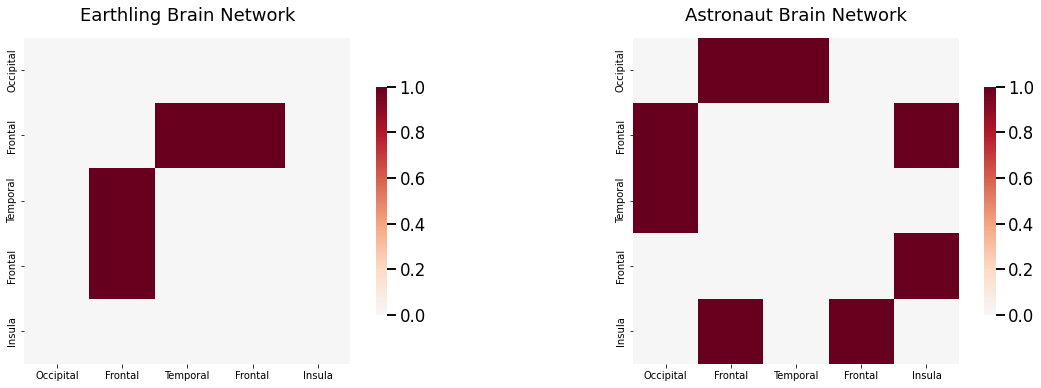 Earthling Brain Network
Occipital
Frontal
Temporal
Frontal
Insula
Occipital Frontal Temporal Frontal Insula
1.0
0.8
0.6
0.4
0.2
0.0
Astronaut Brain Network
Occipital
Frontal
Temporal
Frontal
Insula
Occipital Frontal Temporal Frontal Insula
1.0
0.8
0.6
0.4
0.2
0.0